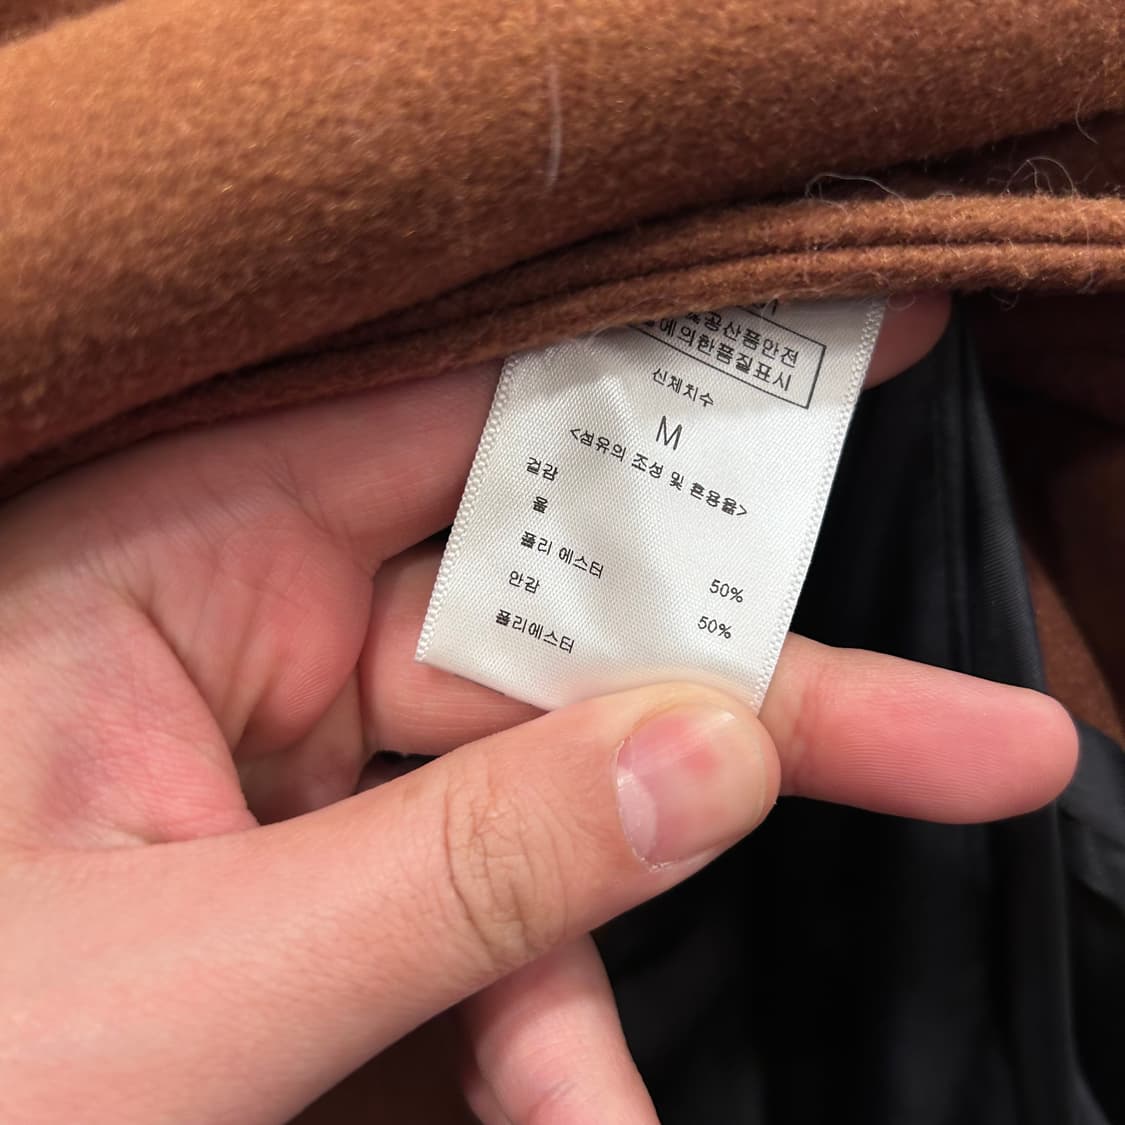 공산품안전
에의한품질표시
신체치수
M
<섬유의 조성 및 혼용율>
겉감
울 50%
폴리 에스터 50%
안감
폴리에스터